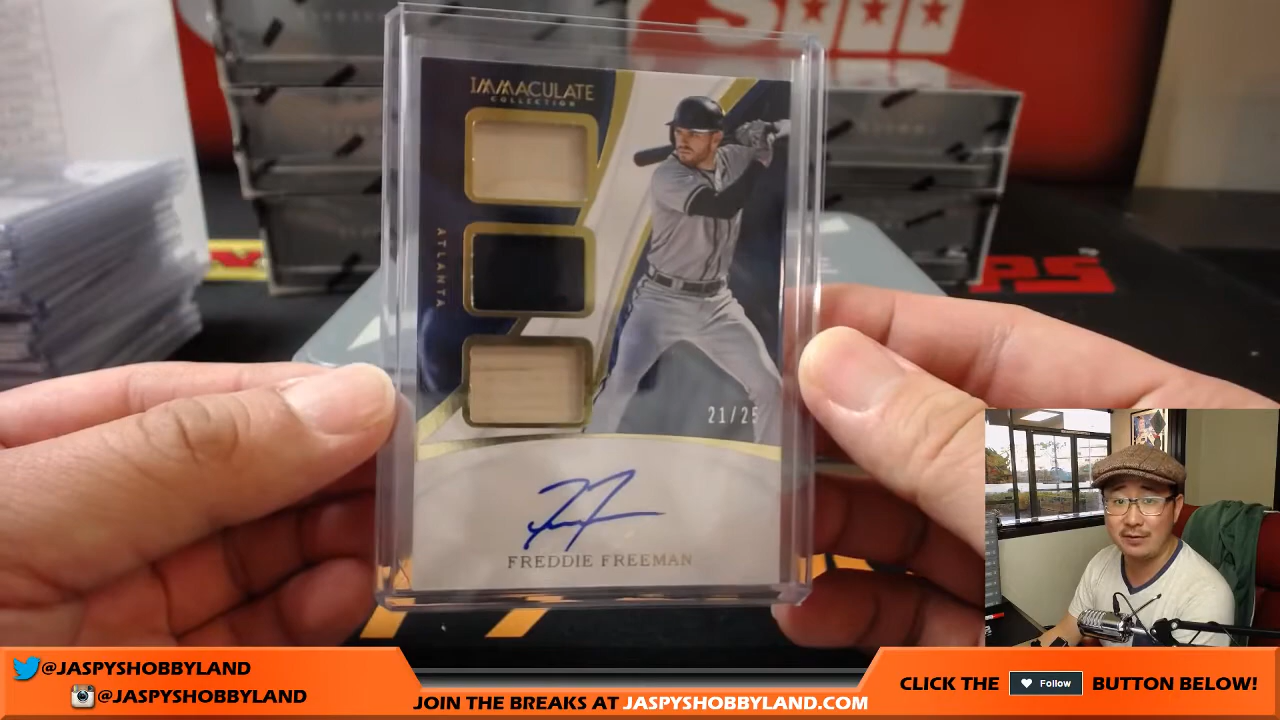 IMMACULATE
COLLECTION
ATLANTA
21/25
FREDDIE FREEMAN
@JASPYSHOBBYLAND
@JASPYSHOBBYLAND
JOIN THE BREAKS AT JASPYSHOBBYLAND.COM
CLICK THE Follow BUTTON BELOW!